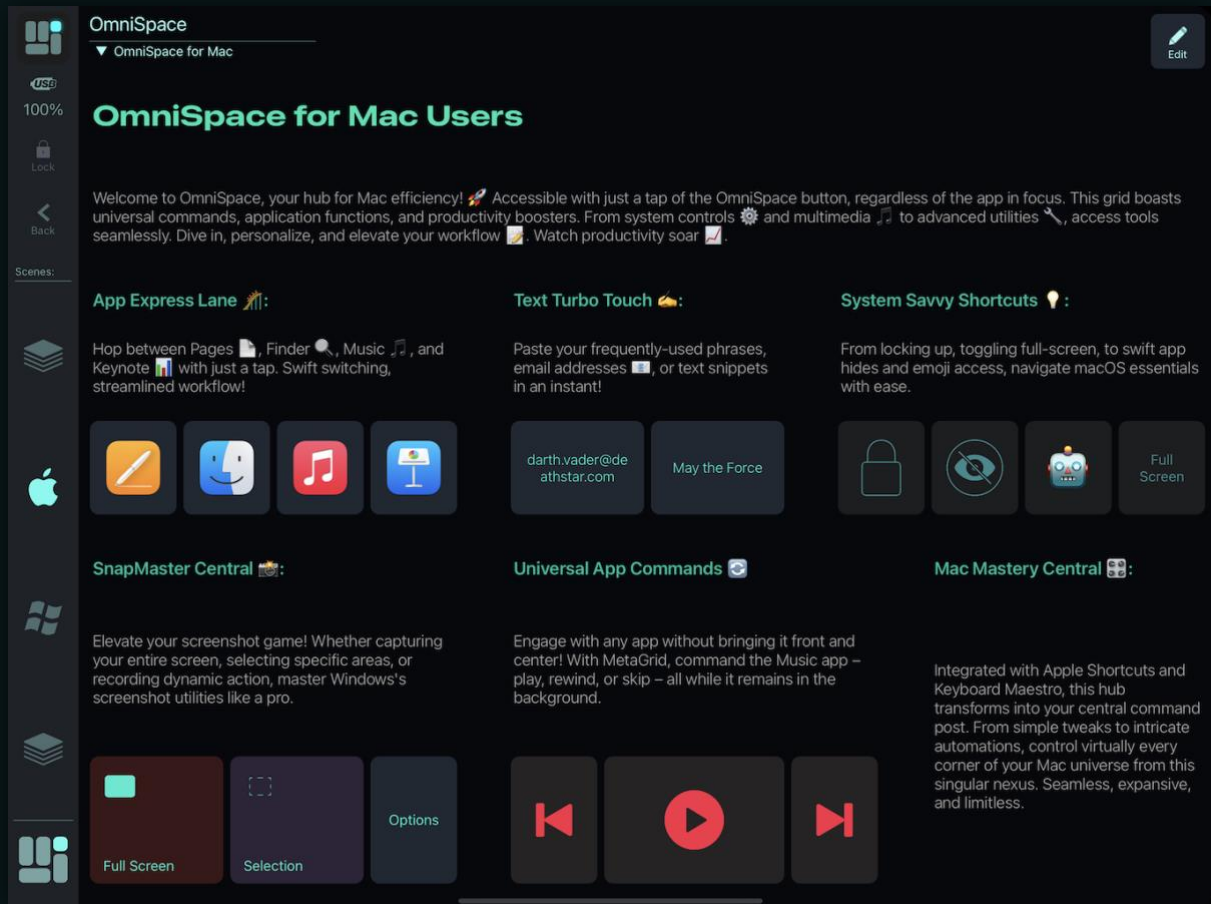 OmniSpace
▼ OmniSpace for Mac
Edit
USB
100%
Lock
Back
Scenes:
OmniSpace for Mac Users
Welcome to OmniSpace, your hub for Mac efficiency! 🚀 Accessible with just a tap of the OmniSpace button, regardless of the app in focus. This grid boasts
universal commands, application functions, and productivity boosters. From system controls ⚙️ and multimedia 🎵 to advanced utilities 🔧, access tools
seamlessly. Dive in, personalize, and elevate your workflow 📝. Watch productivity soar 📈.
App Express Lane 🎢:
Hop between Pages 📄, Finder 🔍, Music 🎵, and
Keynote 📊 with just a tap. Swift switching,
streamlined workflow!
Text Turbo Touch ✍️:
Paste your frequently-used phrases,
email addresses 📧, or text snippets
in an instant!
darth.vader@de
athstar.com
May the Force
System Savvy Shortcuts 💡:
From locking up, toggling full-screen, to swift app
hides and emoji access, navigate macOS essentials
with ease.
Full
Screen
SnapMaster Central 📸:
Elevate your screenshot game! Whether capturing
your entire screen, selecting specific areas, or
recording dynamic action, master Windows's
screenshot utilities like a pro.
Full Screen
Selection
Options
Universal App Commands 🔄
Engage with any app without bringing it front and
center! With MetaGrid, command the Music app –
play, rewind, or skip – all while it remains in the
background.
Mac Mastery Central 🎛️:
Integrated with Apple Shortcuts and
Keyboard Maestro, this hub
transforms into your central command
post. From simple tweaks to intricate
automations, control virtually every
corner of your Mac universe from this
singular nexus. Seamless, expansive,
and limitless.